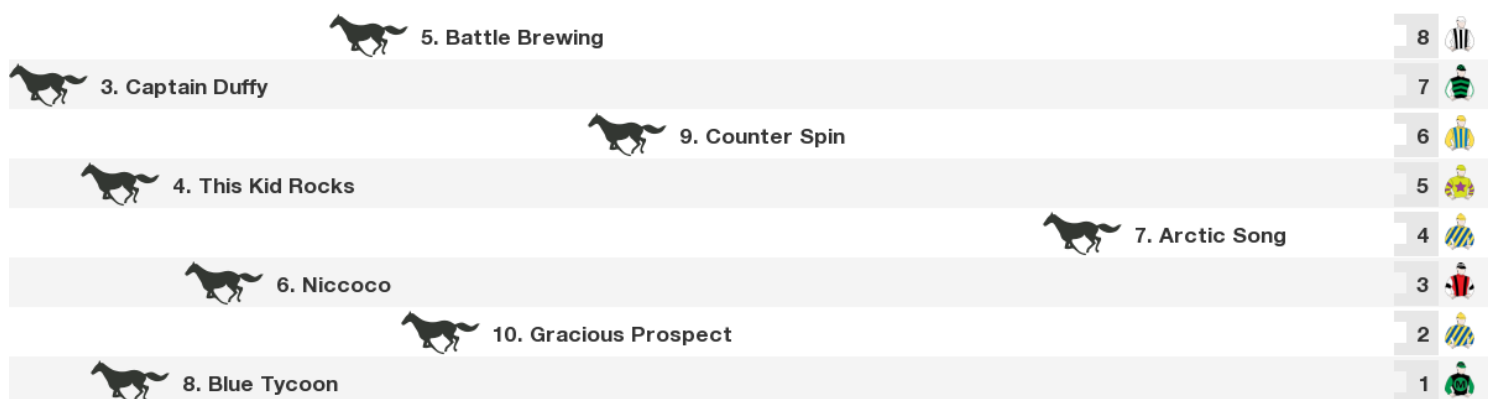 5. Battle Brewing 8
3. Captain Duffy 7
9. Counter Spin 6
4. This Kid Rocks 5
7. Arctic Song 4
6. Niccoco 3
10. Gracious Prospect 2
8. Blue Tycoon 1 M